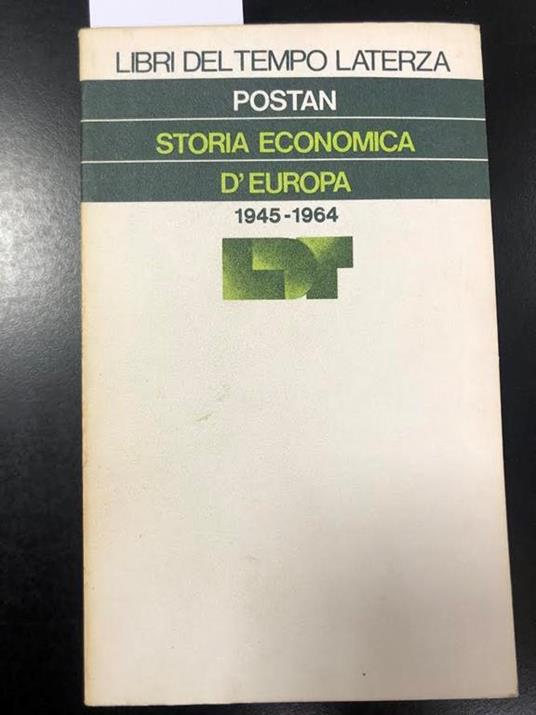 LIBRI DEL TEMPO LATERZA
POSTAN
STORIA ECONOMICA
D'EUROPA
1945-1964
LDT